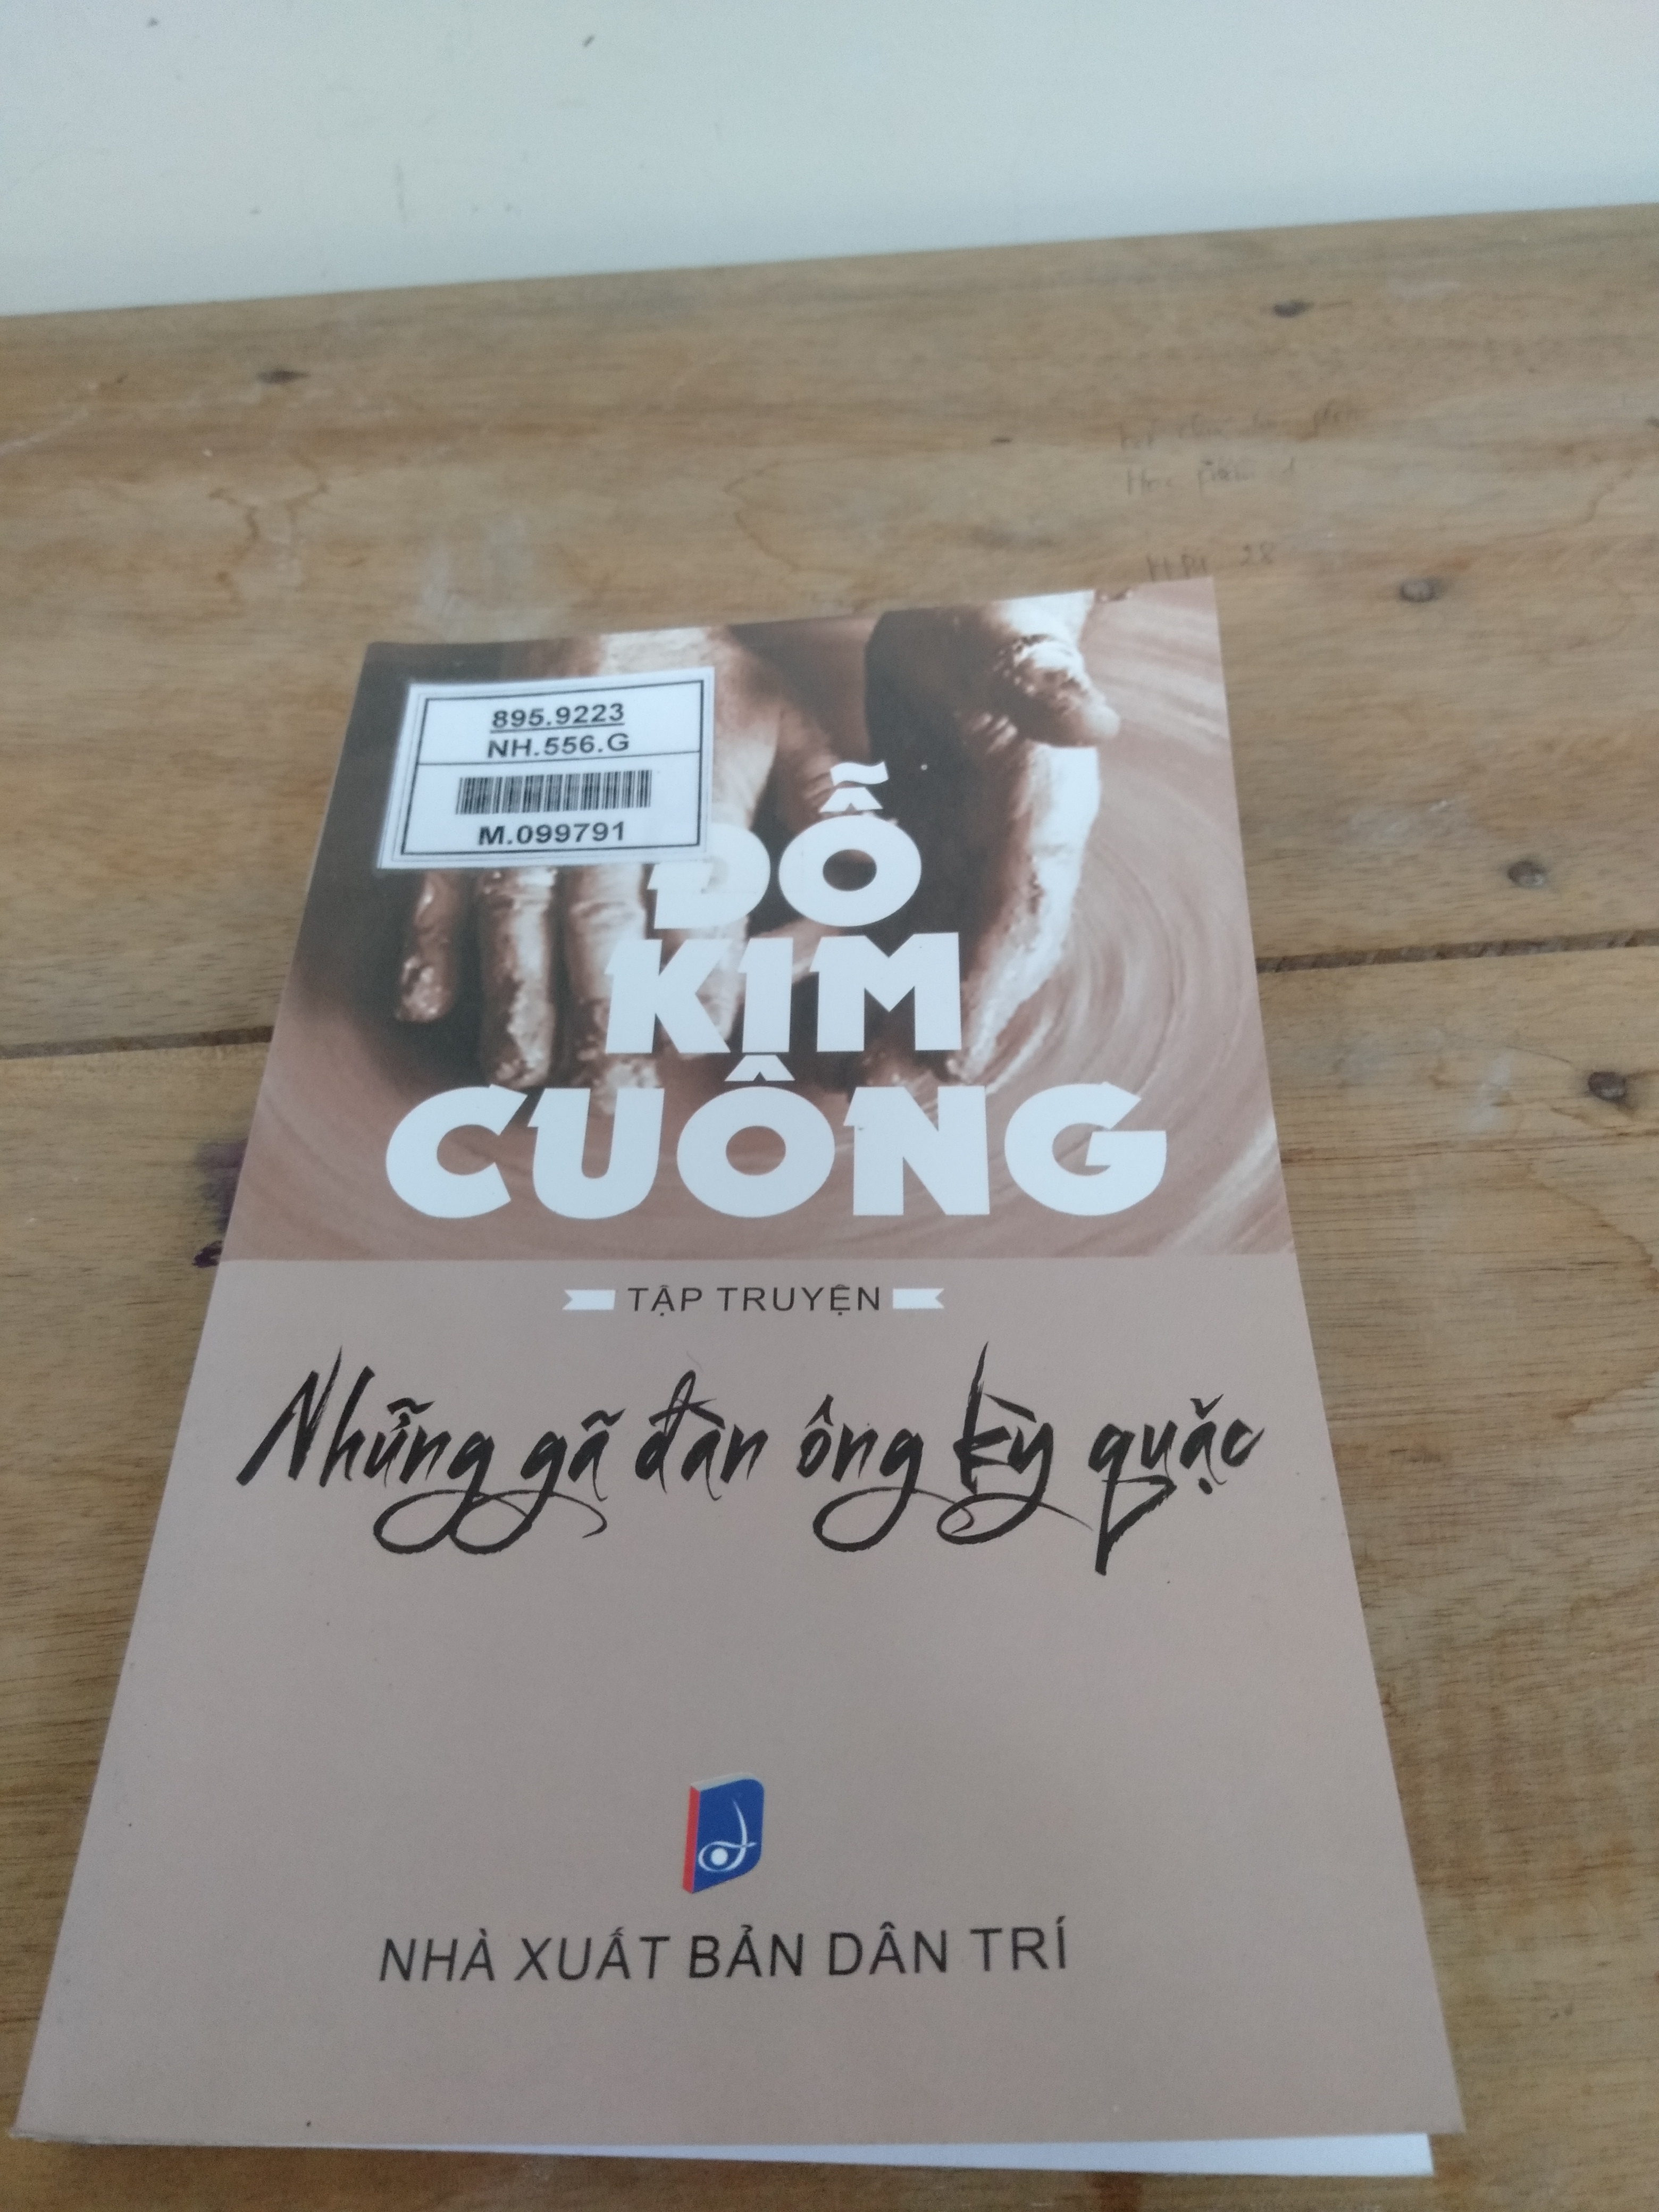 895.9223
NH.556.G
M.099791
ĐỖ
KIM
CUÔNG
TẬP TRUYỆN
Những gã đàn ông kỳ quặc
NHÀ XUẤT BẢN DÂN TRÍ